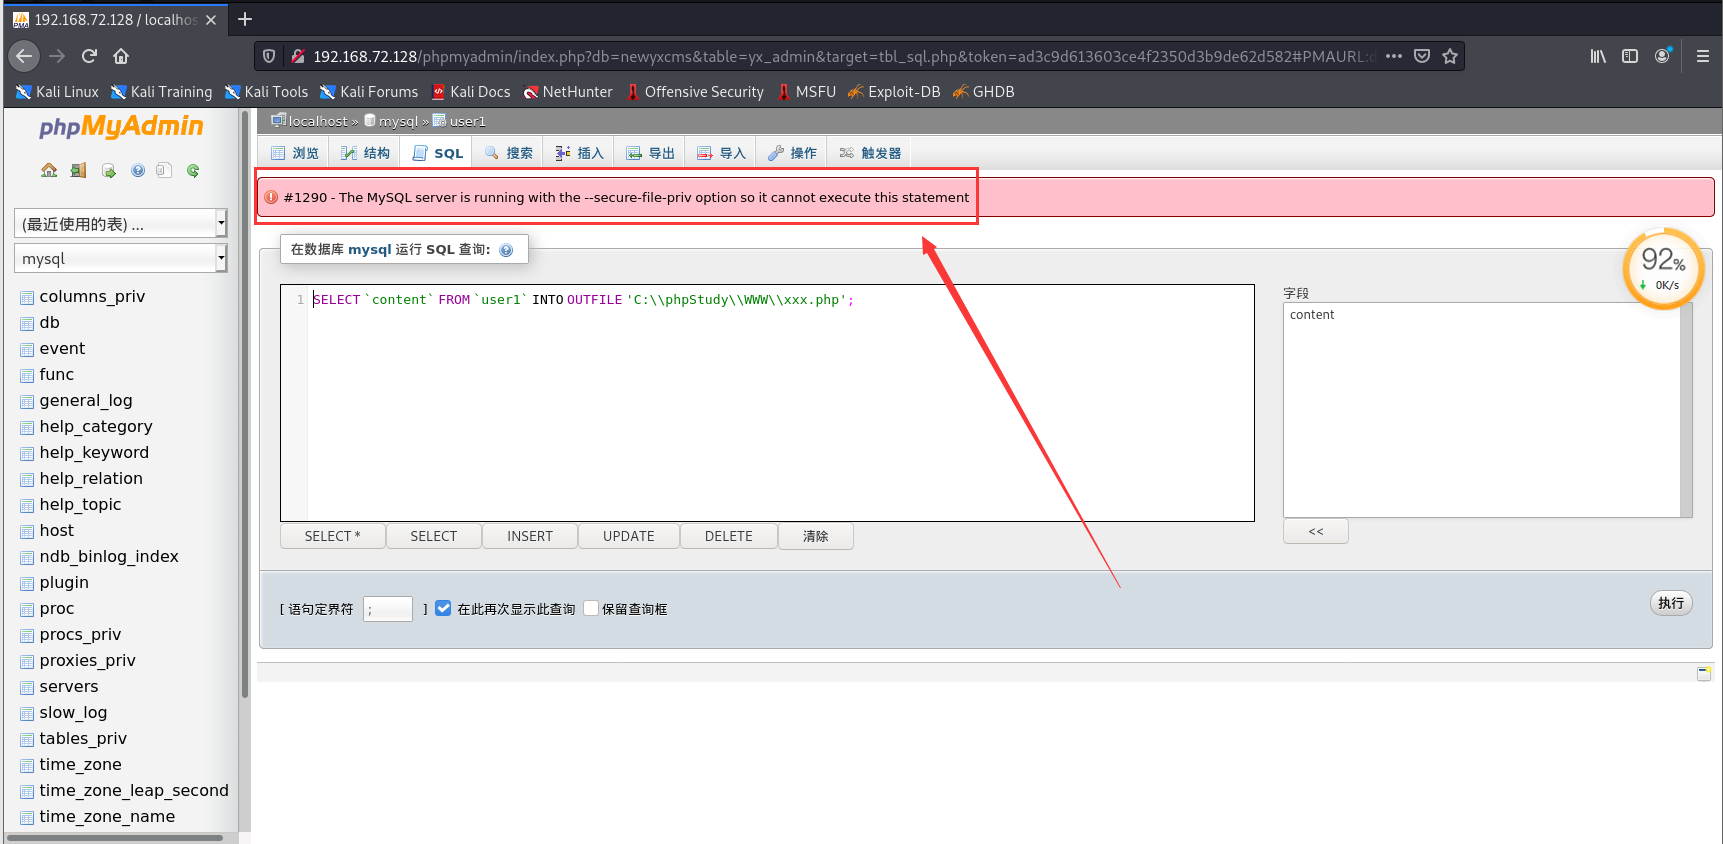 192.168.72.128 / localhos
192.168.72.128/phpmyadmin/index.php?db=newyxcms&table=yx_admin&target=tbl_sql.php&token=ad3c9d613603ce4f2350d3b9de62d582#PMAURL:d
Kali Linux Kali Training Kali Tools Kali Forums Kali Docs NetHunter Offensive Security MSFU Exploit-DB GHDB
phpMyAdmin
(最近使用的表) ...
mysql
columns_priv
db
event
func
general_log
help_category
help_keyword
help_relation
help_topic
host
ndb_binlog_index
plugin
proc
procs_priv
proxies_priv
servers
slow_log
tables_priv
time_zone
time_zone_leap_second
time_zone_name
localhost » mysql » user1
浏览 结构 SQL 搜索 插入 导出 导入 操作 触发器
#1290 - The MySQL server is running with the --secure-file-priv option so it cannot execute this statement
在数据库 mysql 运行 SQL 查询:
1 SELECT `content` FROM `user1` INTO OUTFILE 'C:\\phpStudy\\WWW\\xxx.php';
字段
content
92%
0K/s
SELECT * SELECT INSERT UPDATE DELETE 清除
<<
[ 语句定界符 ; ] 在此再次显示此查询 保留查询框
执行